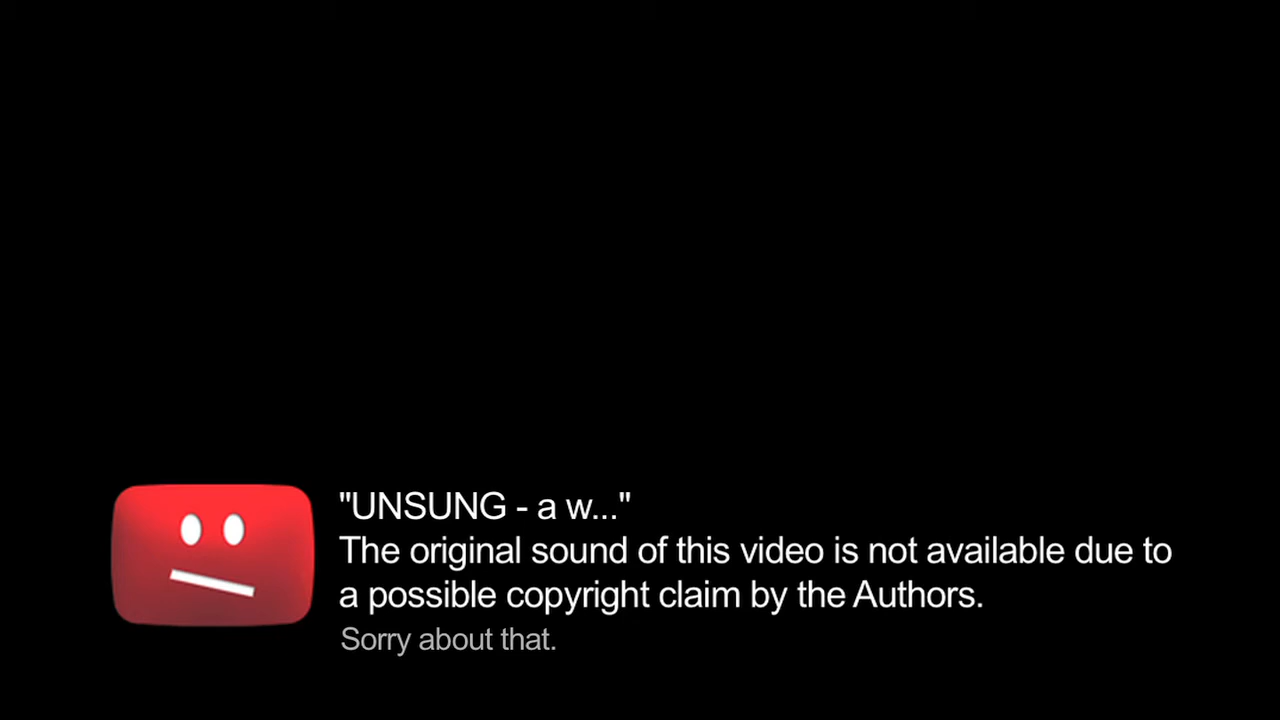 "UNSUNG - a w..."
The original sound of this video is not available due to
a possible copyright claim by the Authors.
Sorry about that.